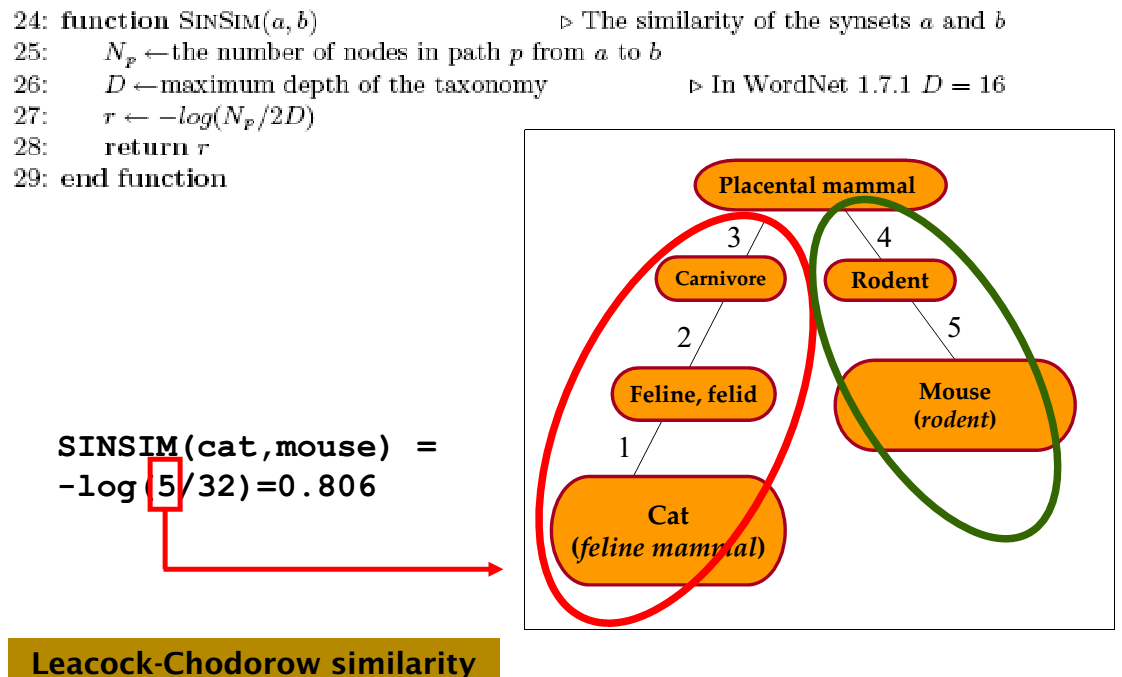 24: function SINSIM(a, b) ▹ The similarity of the synsets a and b
25: N_p ←the number of nodes in path p from a to b
26: D ←maximum depth of the taxonomy ▹ In WordNet 1.7.1 D = 16
27: r ← −log(N_p/2D)
28: return r
29: end function
Placental mammal
3
4
Carnivore
Rodent
2
5
Feline, felid
Mouse
(rodent)
1
Cat
(feline mammal)
SINSIM(cat,mouse) =
-log(5/32)=0.806
Leacock-Chodorow similarity